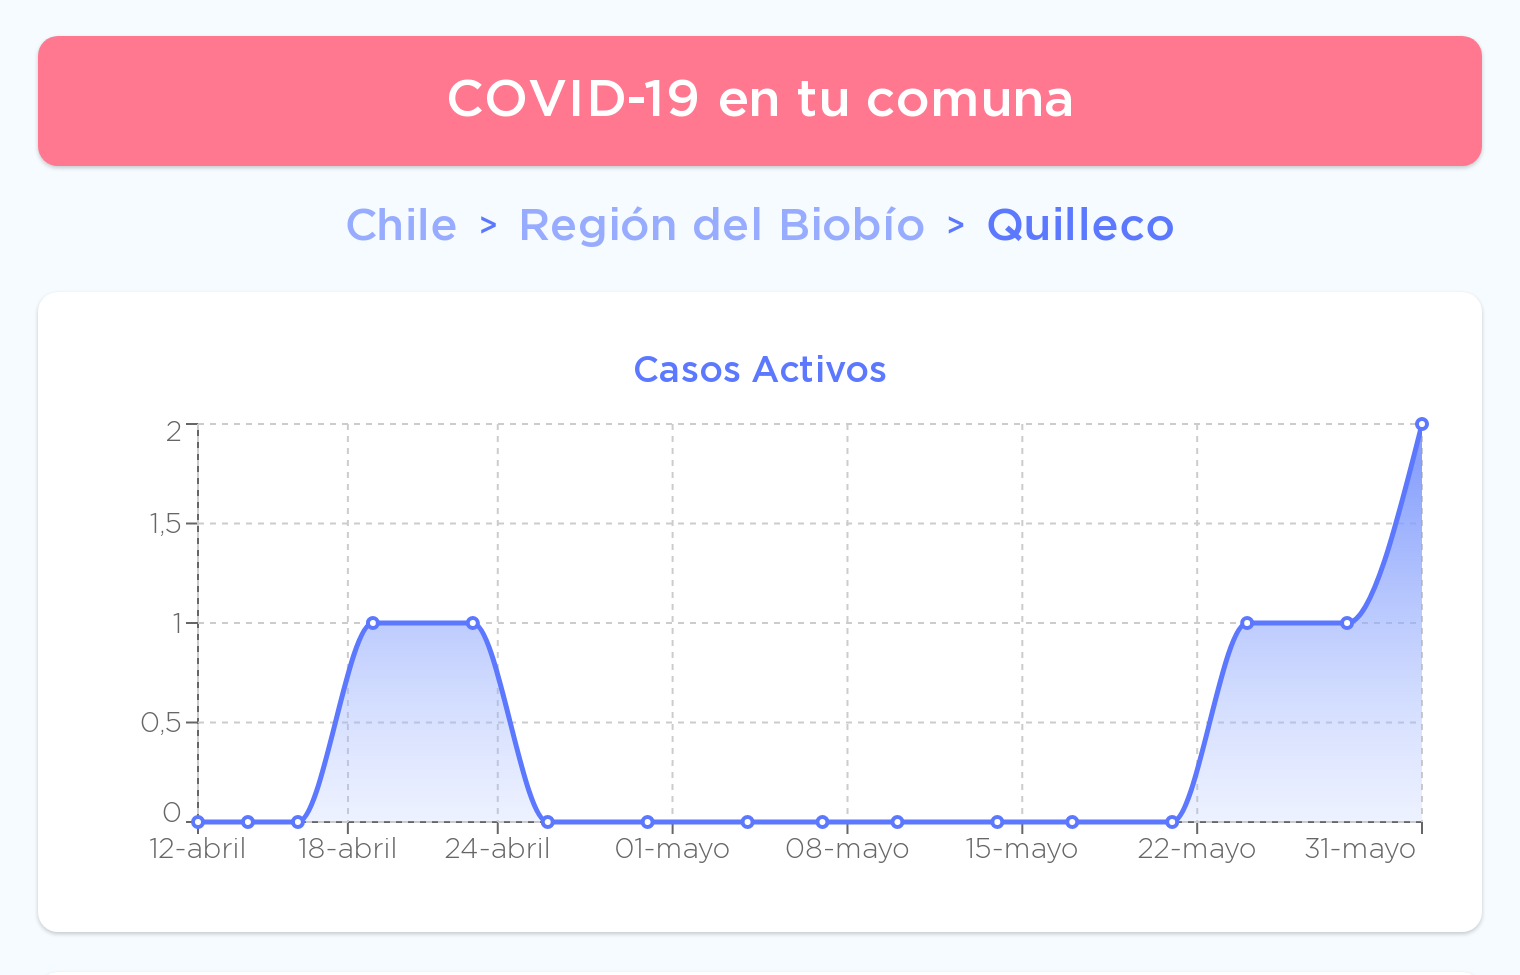 COVID-19 en tu comuna
Chile > Región del Biobío > Quilleco
Casos Activos
2
1,5
1
0,5
0
12-abril 18-abril 24-abril 01-mayo 08-mayo 15-mayo 22-mayo 31-mayo